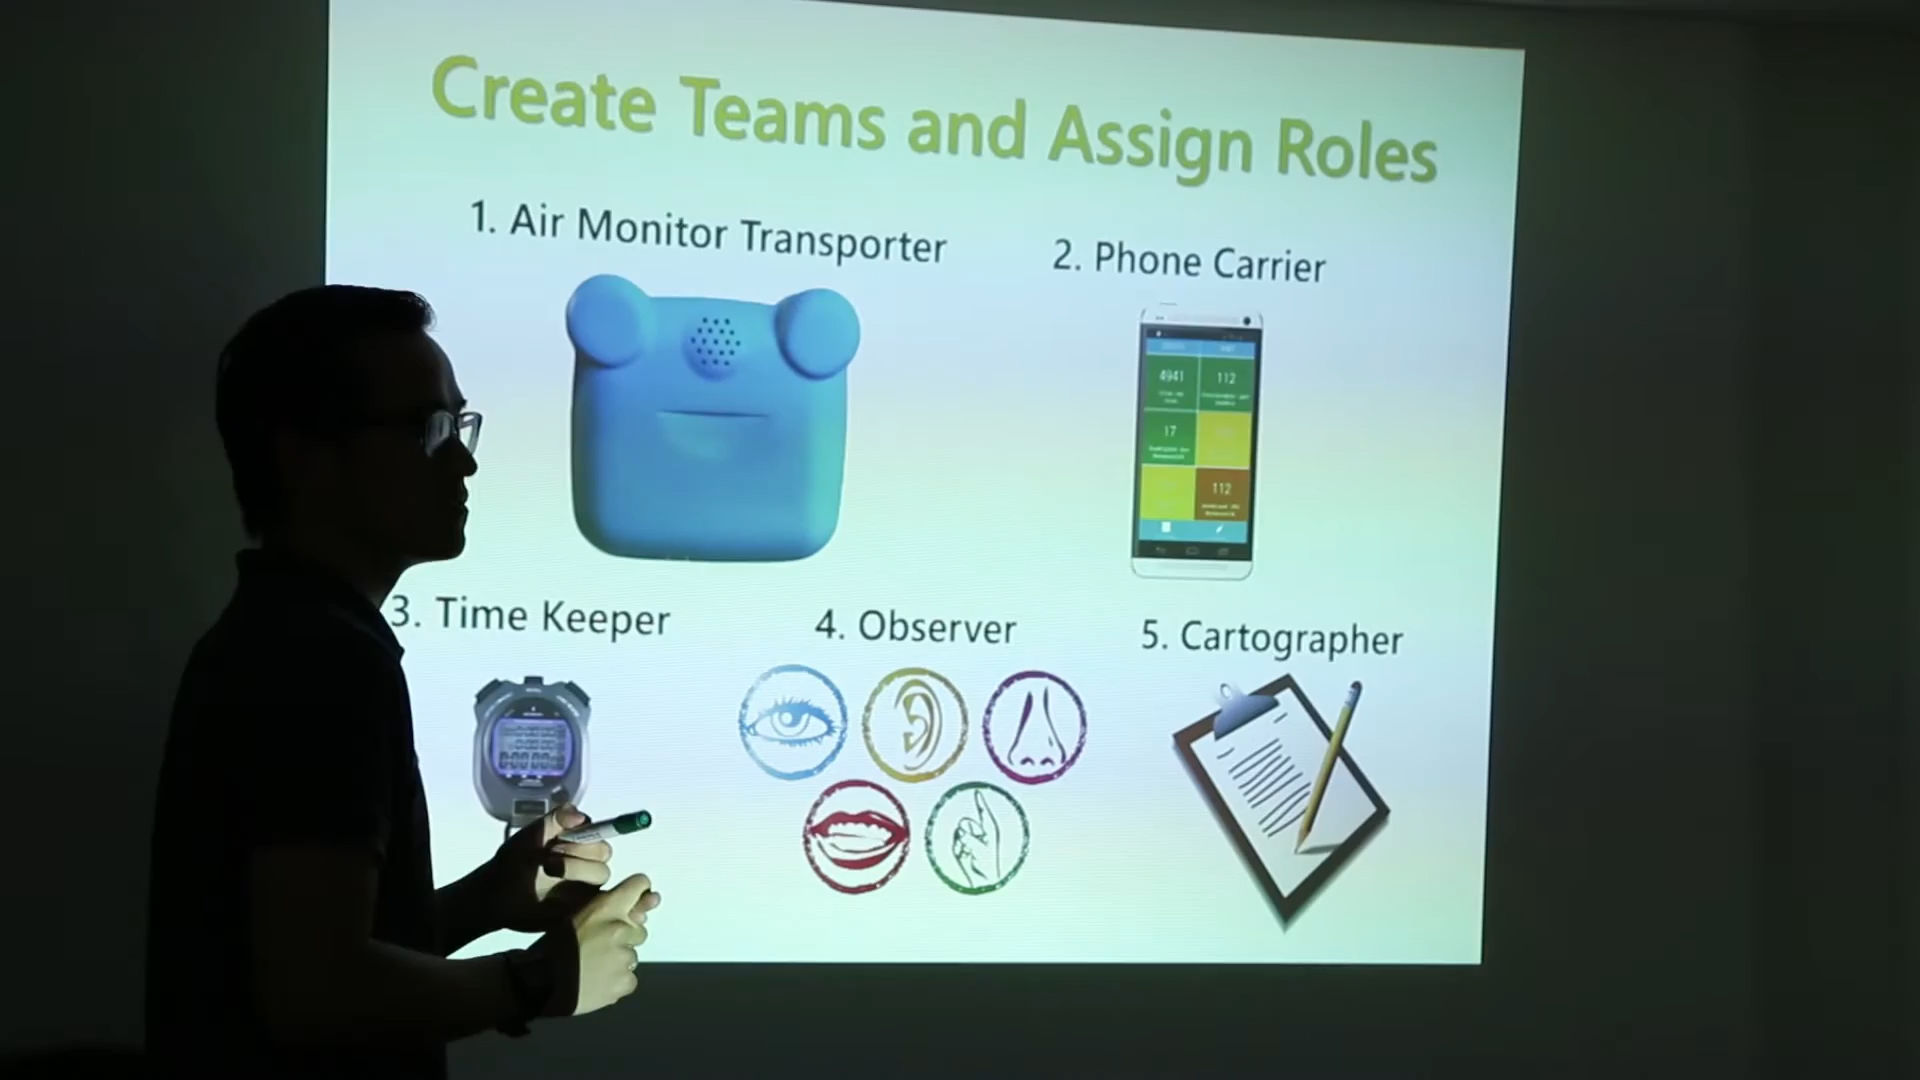 Create Teams and Assign Roles
1. Air Monitor Transporter
2. Phone Carrier
4941
112
17
112
3. Time Keeper
4. Observer
5. Cartographer